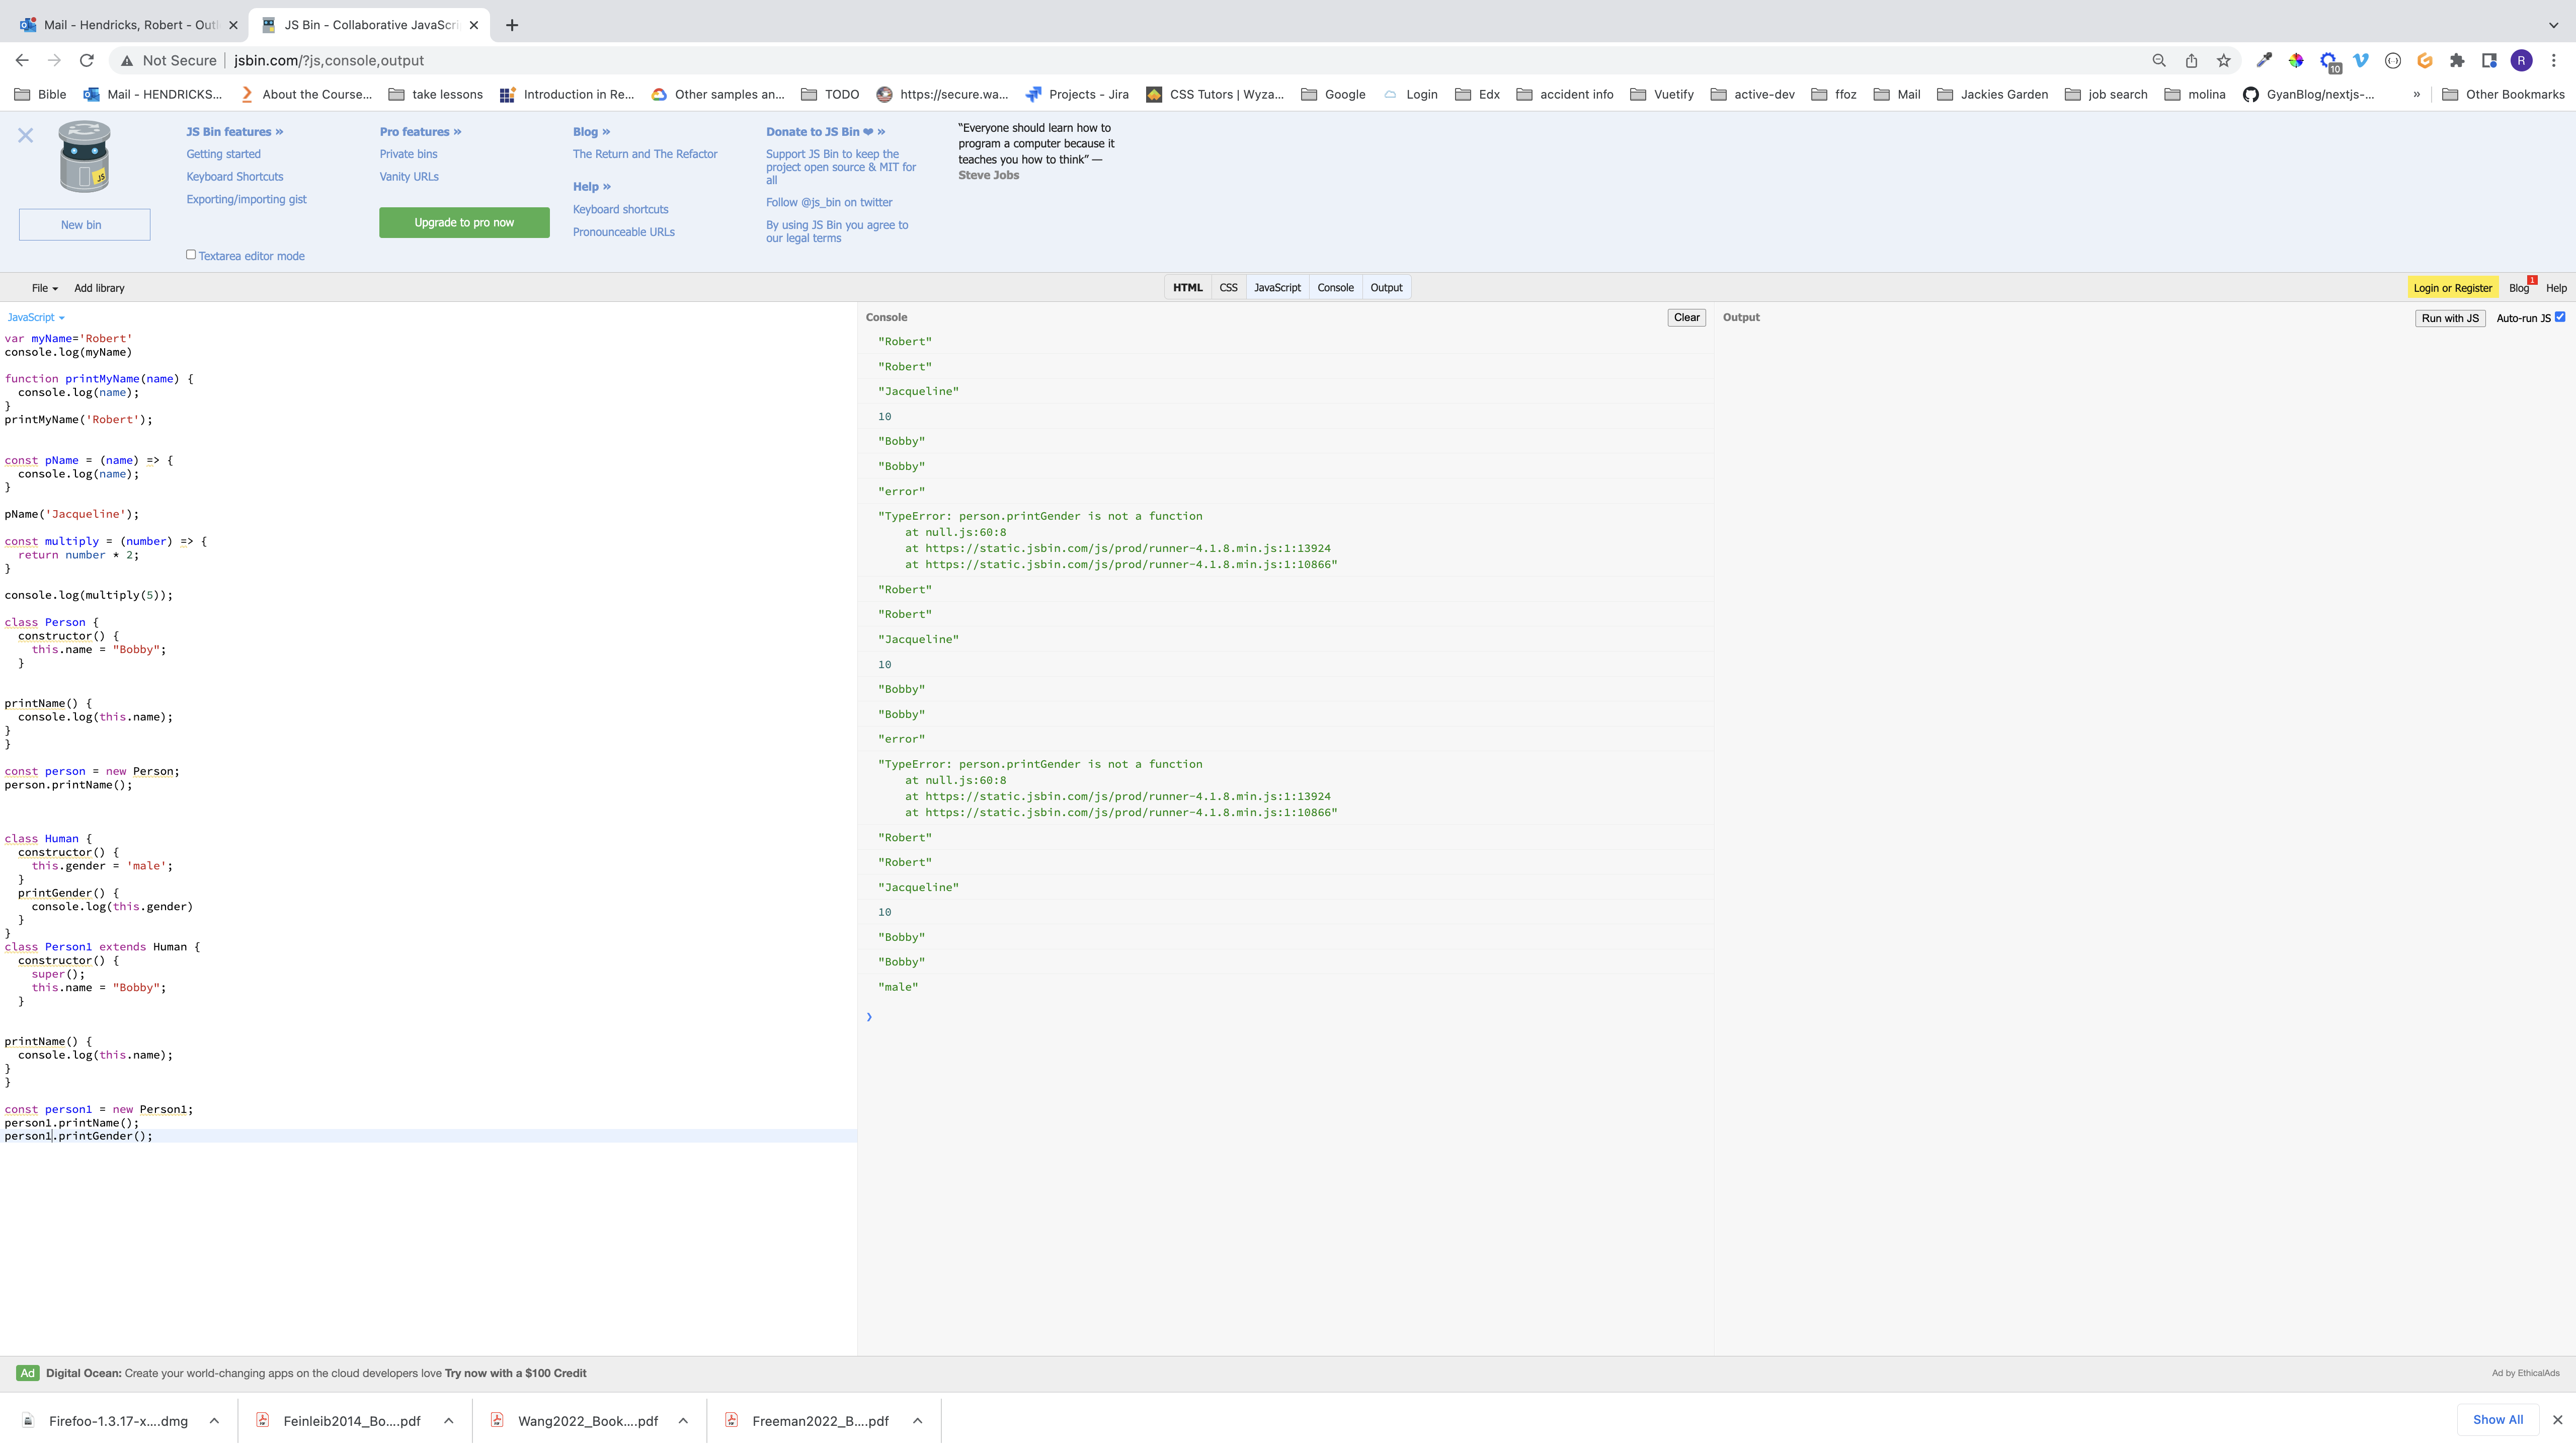 Mail - Hendricks, Robert - Outl
JS Bin - Collaborative JavaScri
Not Secure
jsbin.com/?js,console,output
10
R
Bible
Mail - HENDRICKS...
About the Course...
take lessons
Introduction in Re...
Other samples an...
TODO
https://secure.wa...
Projects - Jira
CSS Tutors | Wyza...
Google
Login
Edx
accident info
Vuetify
active-dev
ffoz
Mail
Jackies Garden
job search
molina
GyanBlog/nextjs-...
»
Other Bookmarks
JS
New bin
JS Bin features »
Getting started
Keyboard Shortcuts
Exporting/importing gist
Textarea editor mode
Pro features »
Private bins
Vanity URLs
Upgrade to pro now
Blog »
The Return and The Refactor
Help »
Keyboard shortcuts
Pronounceable URLs
Donate to JS Bin ❤ »
Support JS Bin to keep the
project open source & MIT for
all
Follow @js_bin on twitter
By using JS Bin you agree to
our legal terms
“Everyone should learn how to
program a computer because it
teaches you how to think” —
Steve Jobs
File
Add library
HTML
CSS
JavaScript
Console
Output
Login or Register
Blog
1
Help
JavaScript
var myName='Robert'
console.log(myName)
function printMyName(name) {
console.log(name);
}
printMyName('Robert');
const pName = (name) => {
console.log(name);
}
pName('Jacqueline');
const multiply = (number) => {
return number * 2;
}
console.log(multiply(5));
class Person {
constructor() {
this.name = "Bobby";
}
printName() {
console.log(this.name);
}
}
const person = new Person;
person.printName();
class Human {
constructor() {
this.gender = 'male';
}
printGender() {
console.log(this.gender)
}
}
class Person1 extends Human {
constructor() {
super();
this.name = "Bobby";
}
printName() {
console.log(this.name);
}
}
const person1 = new Person1;
person1.printName();
person1.printGender();
Console
Clear
"Robert"
"Robert"
"Jacqueline"
10
"Bobby"
"Bobby"
"error"
"TypeError: person.printGender is not a function
at null.js:60:8
at https://static.jsbin.com/js/prod/runner-4.1.8.min.js:1:13924
at https://static.jsbin.com/js/prod/runner-4.1.8.min.js:1:10866"
"Robert"
"Robert"
"Jacqueline"
10
"Bobby"
"Bobby"
"error"
"TypeError: person.printGender is not a function
at null.js:60:8
at https://static.jsbin.com/js/prod/runner-4.1.8.min.js:1:13924
at https://static.jsbin.com/js/prod/runner-4.1.8.min.js:1:10866"
"Robert"
"Robert"
"Jacqueline"
10
"Bobby"
"Bobby"
"male"
Output
Run with JS
Auto-run JS
Ad
Digital Ocean: Create your world-changing apps on the cloud developers love Try now with a $100 Credit
Ad by EthicalAds
Firefoo-1.3.17-x....dmg
Feinleib2014_Bo....pdf
Wang2022_Book....pdf
Freeman2022_B....pdf
Show All